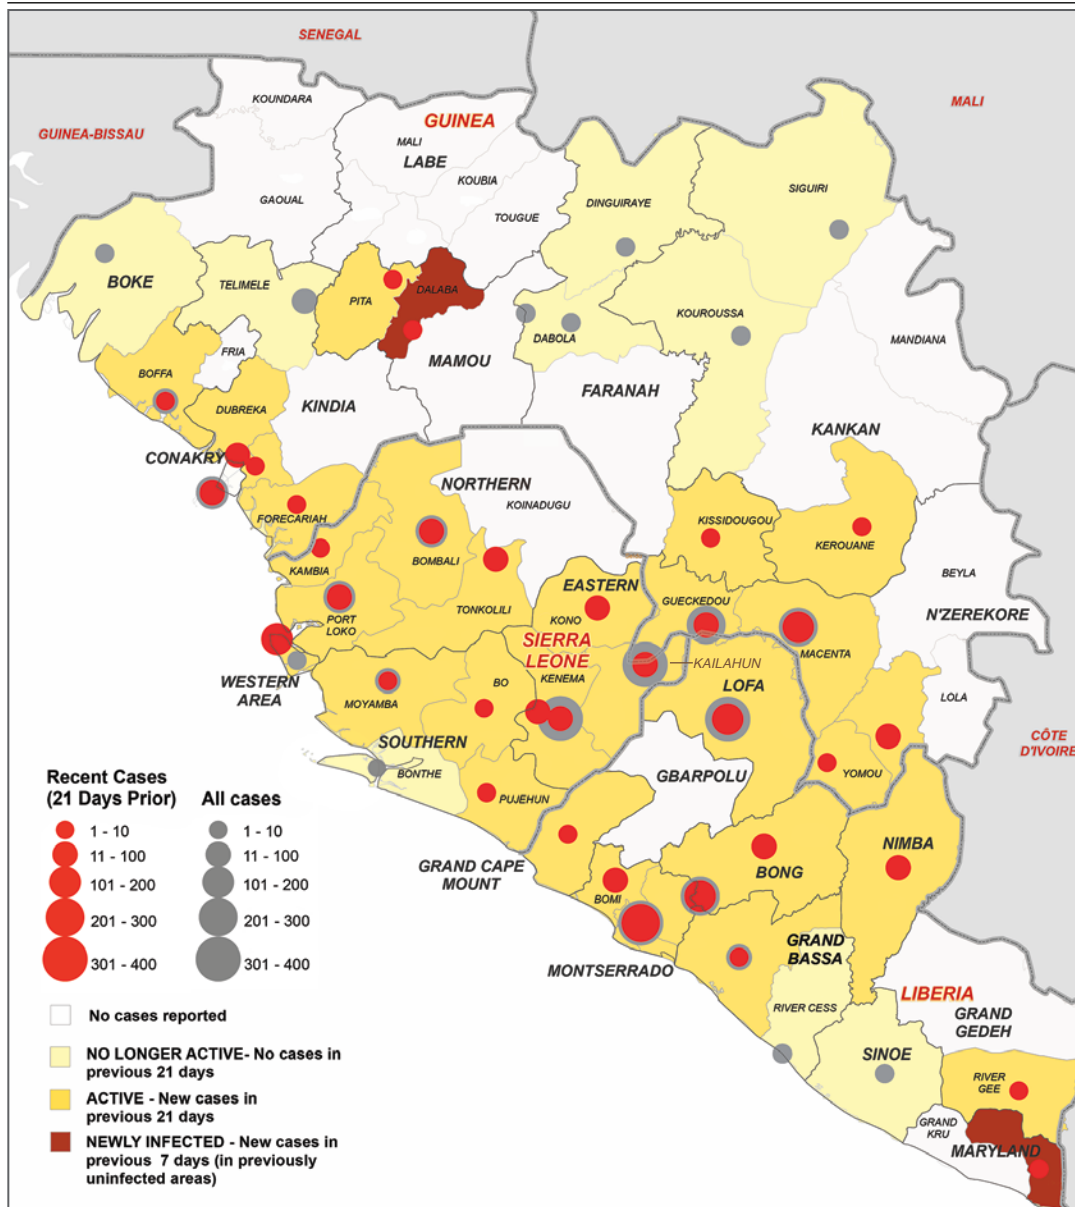 SENEGAL
MALI
GUINEA-BISSAU
KOUNDARA
GUINEA
MALI
LABE
KOUBIA
GAOUAL
TOUGUE
DINGUIRAYE
SIGUIRI
BOKE
TELIMELE
PITA
DALABA
DABOLA
KOUROUSSA
MANDIANA
FRIA
BOFFA
MAMOU
FARANAH
DUBREKA
KINDIA
KANKAN
CONAKRY
NORTHERN
KOINADUGU
FORECARIAH
KISSIDOUGOU
KEROUANE
KAMBIA
BOMBALI
BEYLA
EASTERN
GUECKEDOU
N'ZEREKORE
PORT
LOKO
TONKOLILI
KONO
SIERRA
LEONE
MACENTA
KAILAHUN
WESTERN
AREA
KENEMA
LOFA
LOLA
MOYAMBA
BO
CÔTE
D'IVOIRE
SOUTHERN
BONTHE
GBARPOLU
YOMOU
PUJEHUN
NIMBA
GRAND CAPE
MOUNT
BONG
BOMI
GRAND
BASSA
MONTSERRADO
LIBERIA
RIVER CESS
GRAND
GEDEH
SINOE
RIVER
GEE
GRAND
KRU
MARYLAND
Recent Cases
(21 Days Prior)
1 - 10
11 - 100
101 - 200
201 - 300
301 - 400
All cases
1 - 10
11 - 100
101 - 200
201 - 300
301 - 400
No cases reported
NO LONGER ACTIVE- No cases in
previous 21 days
ACTIVE - New cases in
previous 21 days
NEWLY INFECTED - New cases in
previous 7 days (in previously
uninfected areas)